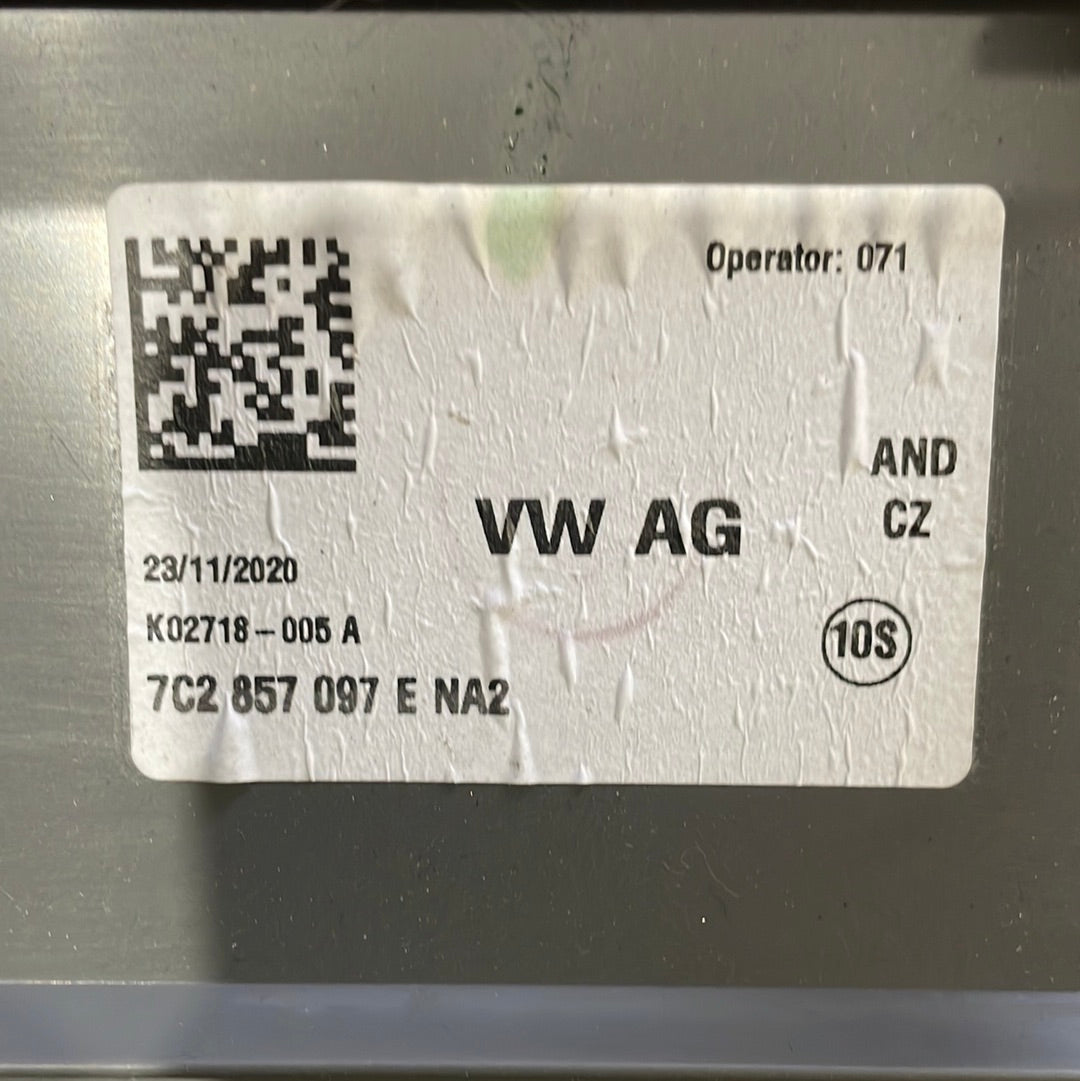 Operator: 071
AND
CZ
VW AG
23/11/2020
K02718-005 A
10S
7C2 857 097 E NA2